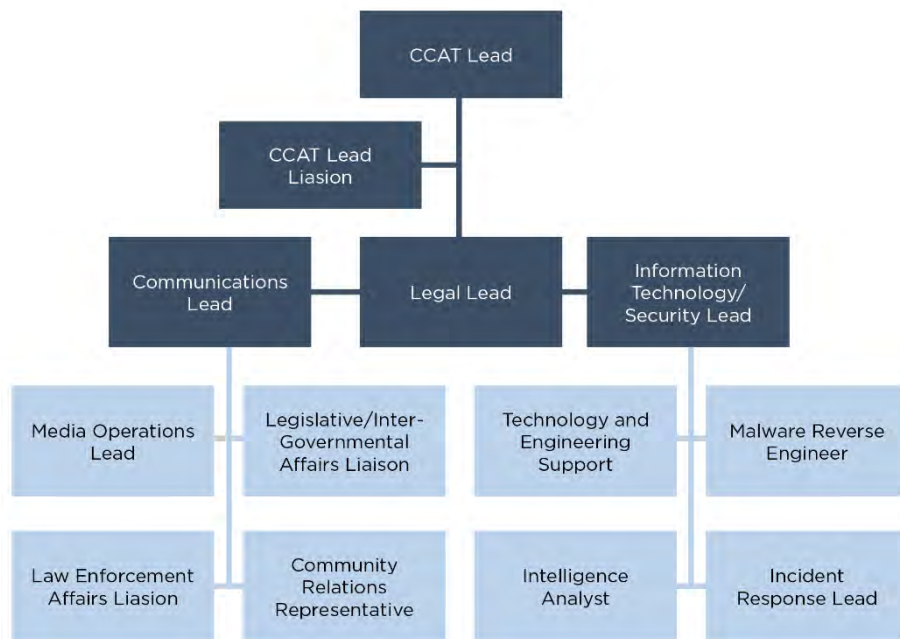 CCAT Lead
CCAT Lead
Liasion
Communications
Lead
Legal Lead
Information
Technology/
Security Lead
Media Operations
Lead
Legislative/Inter-
Governmental
Affairs Liaison
Technology and
Engineering
Support
Malware Reverse
Engineer
Law Enforcement
Affairs Liasion
Community
Relations
Representative
Intelligence
Analyst
Incident
Response Lead